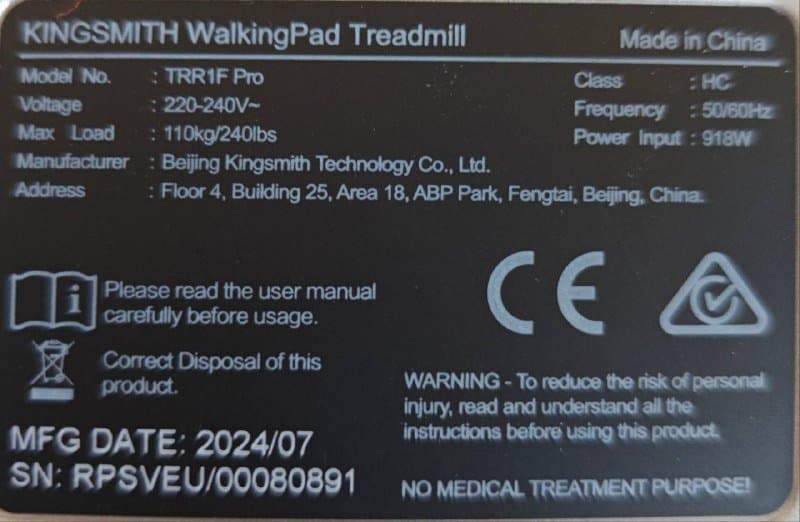 KINGSMITH WalkingPad Treadmill
Made in China
Model No. : TRR1F Pro
Class : HC
Voltage : 220-240V~
Frequency : 50/60Hz
Max Load : 110kg/240lbs
Power Input : 918W
Manufacturer : Beijing Kingsmith Technology Co., Ltd.
Address : Floor 4, Building 25, Area 18, ABP Park, Fengtai, Beijing, China.
CE
Please read the user manual
carefully before usage.
Correct Disposal of this
product.
WARNING - To reduce the risk of personal
injury, read and understand all the
instructions before using this product.
MFG DATE: 2024/07
SN: RPSVEU/00080891
NO MEDICAL TREATMENT PURPOSE!